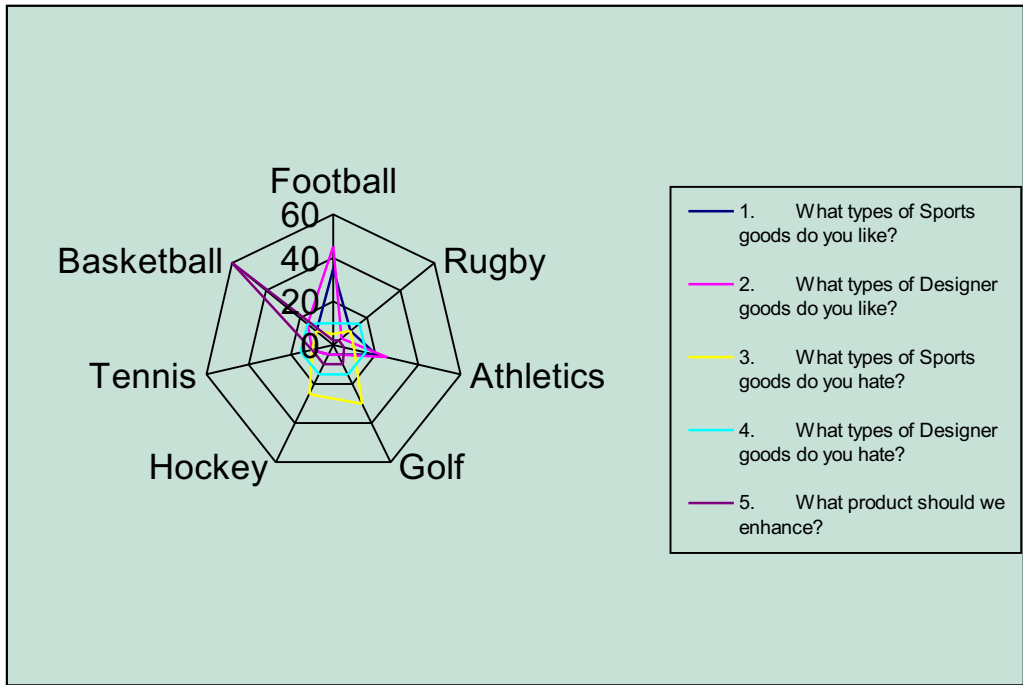 Football
60
Basketball
40
Rugby
20
0
Tennis
Athletics
Hockey
Golf
1. What types of Sports
goods do you like?
2. What types of Designer
goods do you like?
3. What types of Sports
goods do you hate?
4. What types of Designer
goods do you hate?
5. What product should we
enhance?